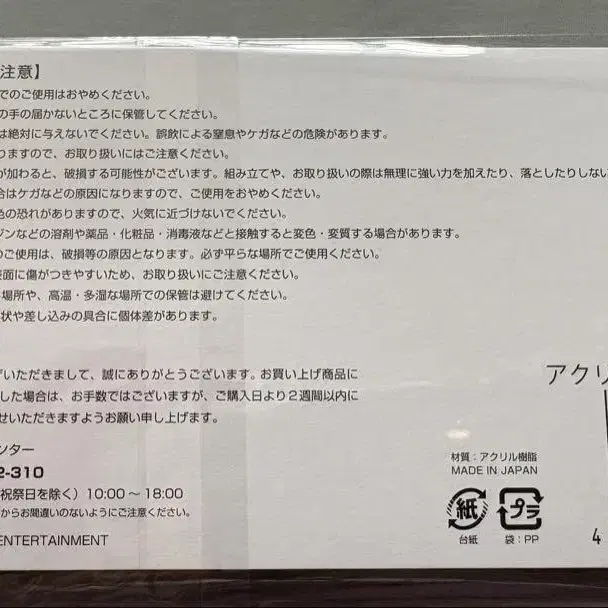 注意】
でのご使用はおやめください。
の手の届かないところに保管してください。
は絶対に与えないでください。誤飲による窒息やケガなどの危険があります。
りますので、お取り扱いにはご注意ください。
が加わると、破損する可能性がございます。組み立てや、お取り扱いの際は無理に強い力を加えたり、落としたりしない
合はケガなどの原因になりますので、ご使用をおやめください。
色の恐れがありますので、火気に近づけないでください。
ジンなどの溶剤や薬品・化粧品・消毒液などと接触すると変色・変質する場合があります。
のご使用は、破損等の原因となります。必ず平らな場所でご使用ください。
表面に傷がつきやすいため、お取り扱いにご注意ください。
場所や、高温・多湿な場所での保管は避けてください。
状や差し込みの具合に個体差があります。
いただきまして、誠にありがとうございます。お買い上げ商品に
した場合は、お手数ではございますが、ご購入日より2週間以内に
せいただきますようお願い申し上げます。
ンター
2-310
祝祭日を除く）10:00～18:00
からお間違いのないようにご注意ください。
ENTERTAINMENT
アクリ
材質：アクリル樹脂
MADE IN JAPAN
紙 プラ
台紙 袋：PP
4